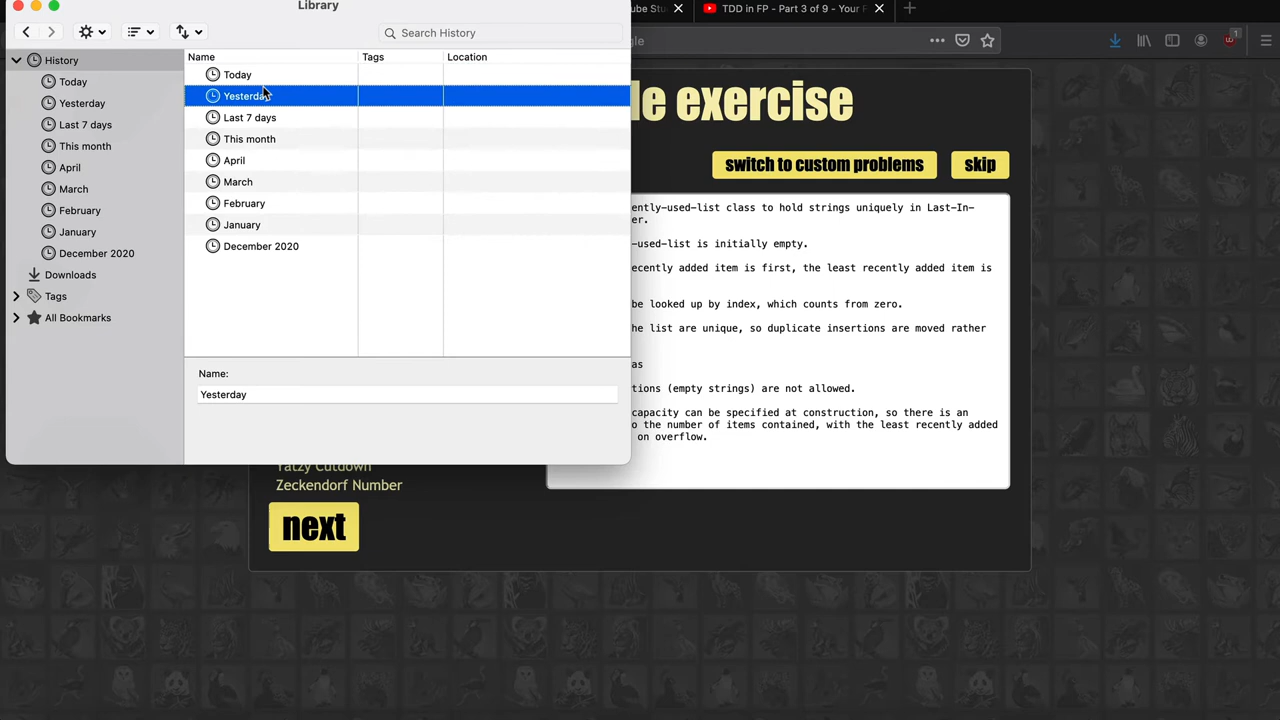 Library
Search History
History
Today
Yesterday
Last 7 days
This month
April
March
February
January
December 2020
Downloads
Tags
All Bookmarks
Name Tags Location
Today
Yesterday
Last 7 days
This month
April
March
February
January
December 2020
Name:
Yesterday
TDD in FP - Part 3 of 9 - Your F
1
exercise
switch to custom problems
skip
ently-used-list class to hold strings uniquely in Last-In-
er.
-used-list is initially empty.
ecently added item is first, the least recently added item is
be looked up by index, which counts from zero.
he list are unique, so duplicate insertions are moved rather
as
tions (empty strings) are not allowed.
capacity can be specified at construction, so there is an
o the number of items contained, with the least recently added
on overflow.
Yatzy Cutdown
Zeckendorf Number
next